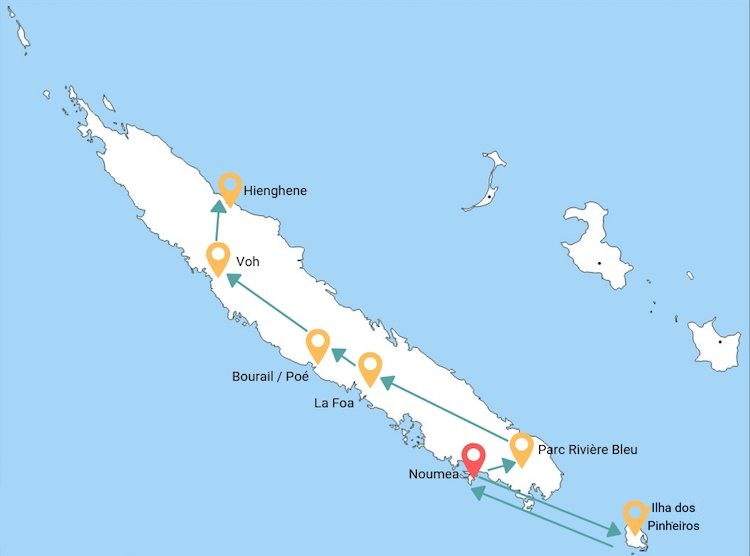 Hienghene
Voh
Bourail / Poé
La Foa
Parc Rivière Bleu
Noumea
Ilha dos
Pinheiros